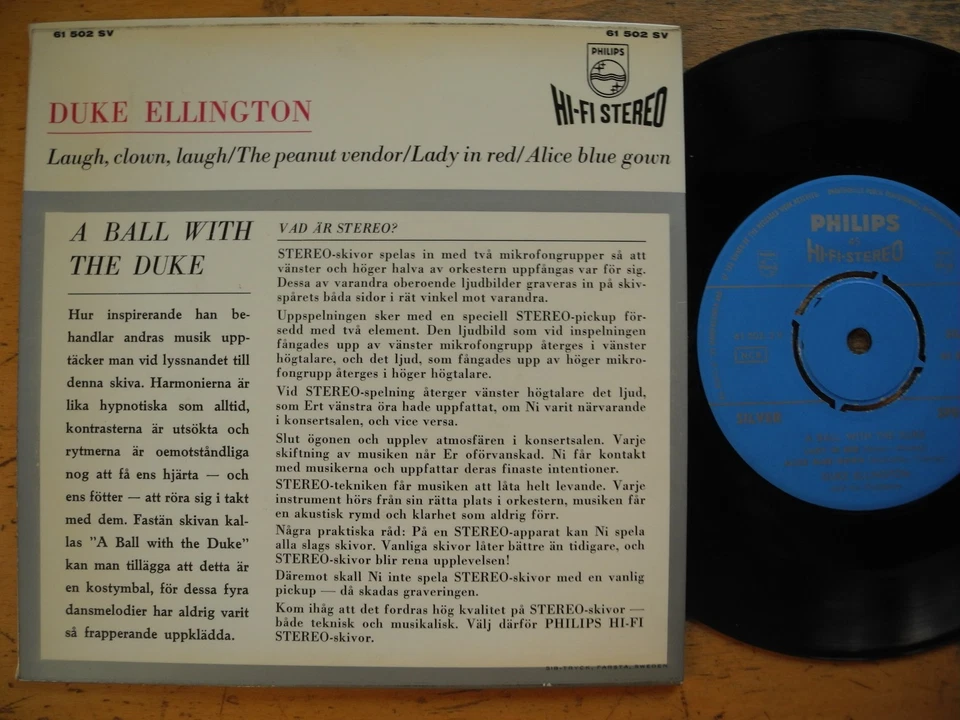 61 502 SV
61 502 SV
PHILIPS
HI-FI STEREO
DUKE ELLINGTON
Laugh, clown, laugh/The peanut vendor/Lady in red/Alice blue gown
A BALL WITH
THE DUKE
Hur inspirerande han be-
handlar andras musik upp-
täcker man vid lyssnandet till
denna skiva. Harmonierna är
lika hypnotiska som alltid,
kontrasterna är utsökta och
rytmerna är oemotståndliga
nog att få ens hjärta — och
ens fötter — att röra sig i takt
med dem. Fastän skivan kal-
las "A Ball with the Duke"
kan man tillägga att detta är
en kostymbal, för dessa fyra
dansmelodier har aldrig varit
så frapperande uppklädda.
VAD ÄR STEREO?
STEREO-skivor spelas in med två mikrofongrupper så att
vänster och höger halva av orkestern uppfångas var för sig.
Dessa av varandra oberoende ljudbilder graveras in på skiv-
spårets båda sidor i rät vinkel mot varandra.
Uppspelningen sker med en speciell STEREO-pickup för-
sedd med två element. Den ljudbild som vid inspelningen
fångades upp av vänster mikrofongrupp återges i vänster
högtalare, och det ljud, som fångades upp av höger mikro-
fongrupp återges i höger högtalare.
Vid STEREO-spelning återger vänster högtalare det ljud,
som Ert vänstra öra hade uppfattat, om Ni varit närvarande
i konsertsalen, och vice versa.
Slut ögonen och upplev atmosfären i konsertsalen. Varje
skiftning av musiken når Er oförvanskad. Ni får kontakt
med musikerna och uppfattar deras finaste intentioner.
STEREO-tekniken får musiken att låta helt levande. Varje
instrument hörs från sin rätta plats i orkestern, musiken får
en akustisk rymd och klarhet som aldrig förr.
Några praktiska råd: På en STEREO-apparat kan Ni spela
alla slags skivor. Vanliga skivor låter bättre än tidigare, och
STEREO-skivor blir rena upplevelsen!
Däremot skall Ni inte spela STEREO-skivor med en vanlig
pickup — då skadas graveringen.
Kom ihåg att det fordras hög kvalitet på STEREO-skivor —
både teknisk och musikalisk. Välj därför PHILIPS HI-FI
STEREO-skivor.
SIB-TRYCK, FARSTA, SWEDEN
PHILIPS
HI-FI-STEREO